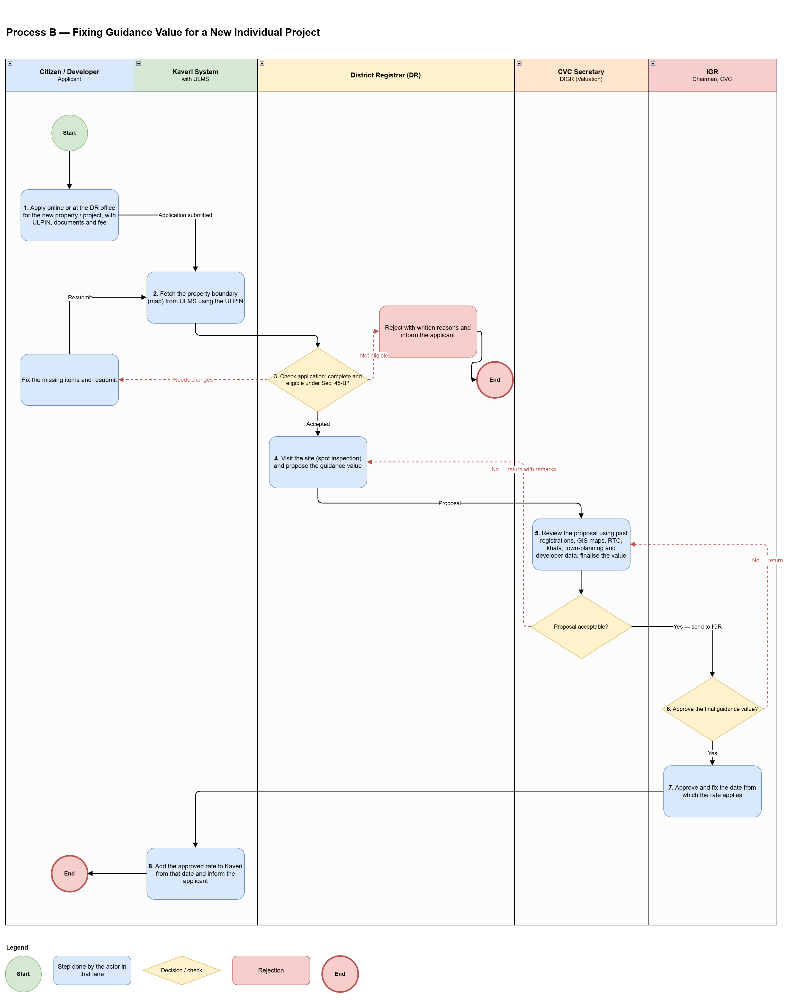 Process B — Fixing Guidance Value for a New Individual Project
Citizen / Developer
Applicant
Kaveri System
with ULMS
District Registrar (DR)
CVC Secretary
DIGR (Valuation)
IGR
Chairman, CVC
Start
1. Apply online or at the DR office
for the new property / project, with
ULPIN, documents and fee
Application submitted
2. Fetch the property boundary
(map) from ULMS using the ULPIN
Resubmit
Reject with written reasons and
inform the applicant
Not eligible
Fix the missing items and resubmit
Needs changes
3. Check application: complete and
eligible under Sec. 45-B?
End
Accepted
4. Visit the site (spot inspection)
and propose the guidance value
No — return with remarks
Proposal
5. Review the proposal using past
registrations, GIS maps, RTC,
khata, town-planning and
developer data; finalise the value
No — return
Proposal acceptable?
Yes — send to IGR
6. Approve the final guidance value?
Yes
7. Approve and fix the date from
which the rate applies
8. Add the approved rate to Kaveri
from that date and inform the
applicant
End
Legend
Start
Step done by the actor in
that lane
Decision / check
Rejection
End